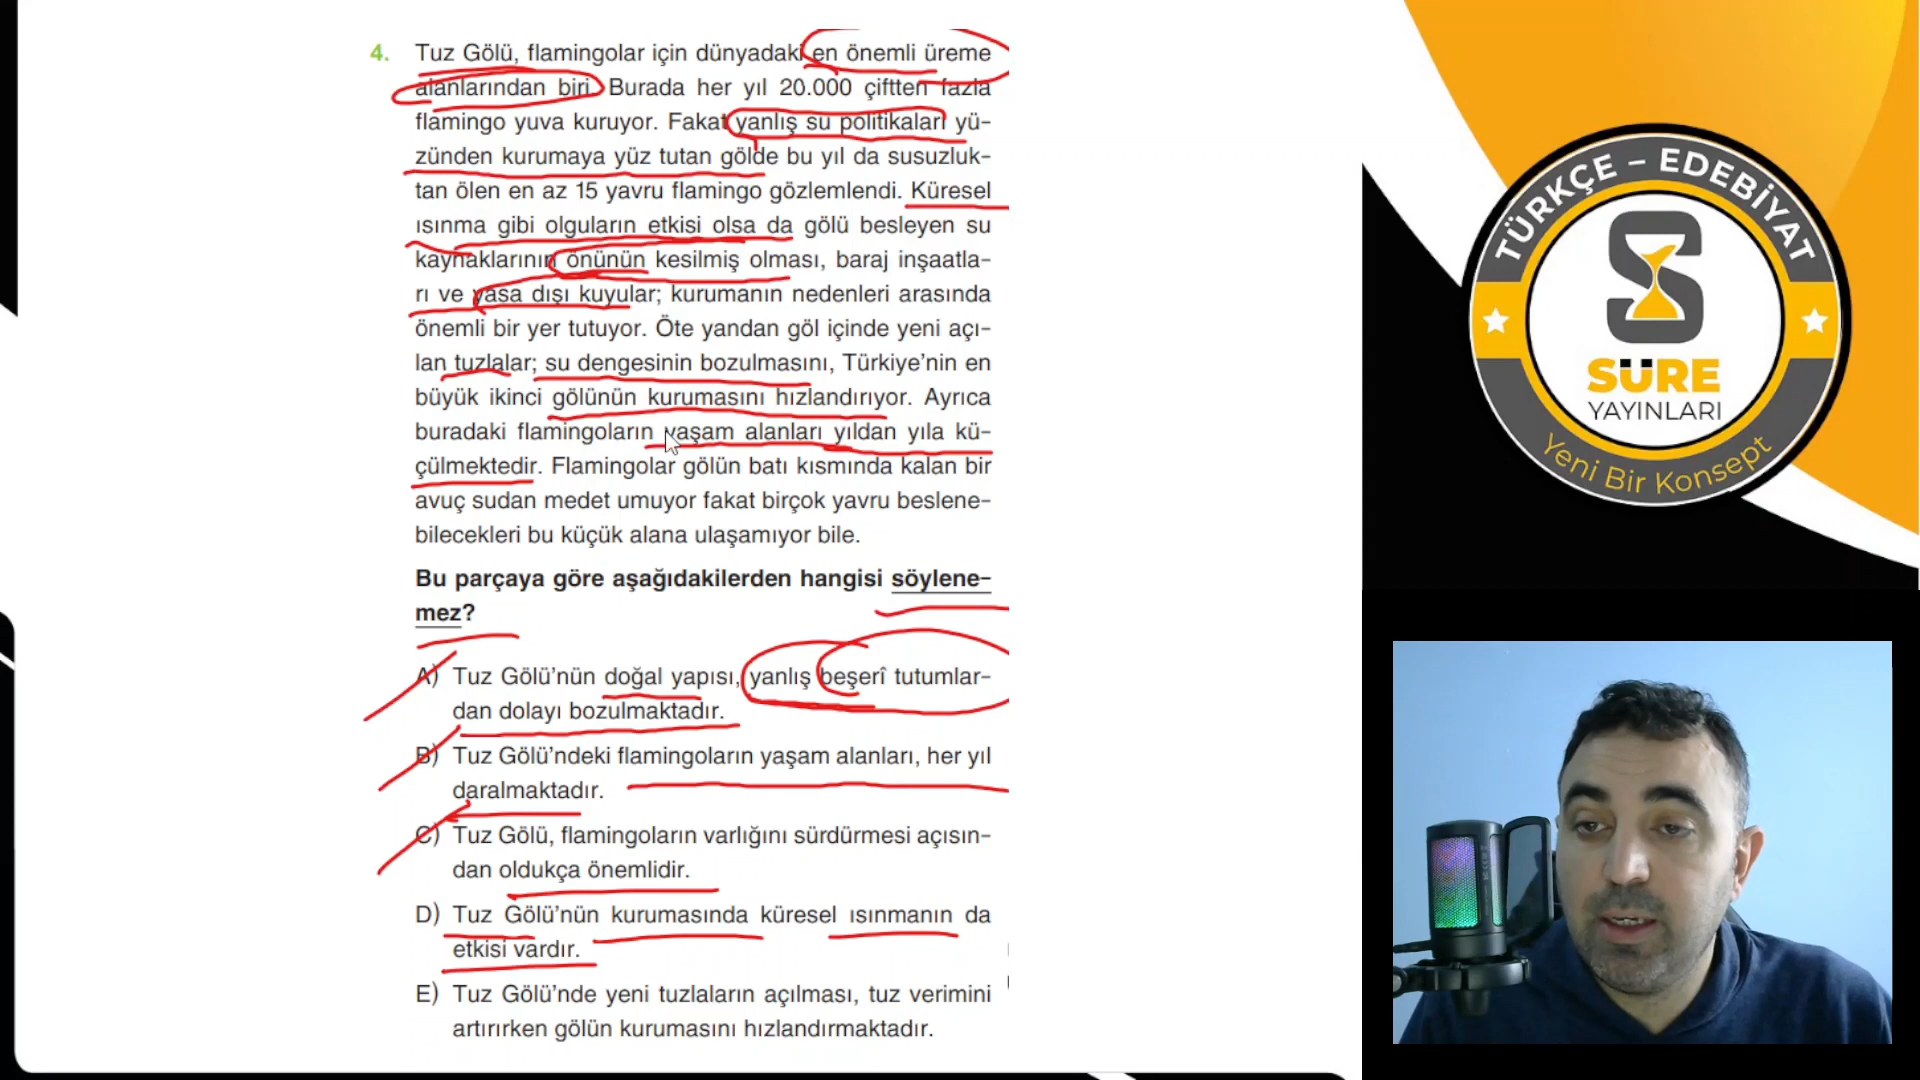 4. Tuz Gölü, flamingolar için dünyadaki en önemli üreme
alanlarından biri. Burada her yıl 20.000 çiftten fazla
flamingo yuva kuruyor. Fakat yanlış su politikaları yü-
zünden kurumaya yüz tutan gölde bu yıl da susuzluk-
tan ölen en az 15 yavru flamingo gözlemlendi. Küresel
ısınma gibi olguların etkisi olsa da gölü besleyen su
kaynaklarının önünün kesilmiş olması, baraj inşaatla-
rı ve yasa dışı kuyular; kurumanın nedenleri arasında
önemli bir yer tutuyor. Öte yandan göl içinde yeni açı-
lan tuzlalar; su dengesinin bozulmasını, Türkiye'nin en
büyük ikinci gölünün kurumasını hızlandırıyor. Ayrıca
buradaki flamingoların yaşam alanları yıldan yıla kü-
çülmektedir. Flamingolar gölün batı kısmında kalan bir
avuç sudan medet umuyor fakat birçok yavru beslene-
bilecekleri bu küçük alana ulaşamıyor bile.
Bu parçaya göre aşağıdakilerden hangisi söylene-
mez?
A) Tuz Gölü'nün doğal yapısı, yanlış beşerî tutumlar-
dan dolayı bozulmaktadır.
B) Tuz Gölü'ndeki flamingoların yaşam alanları, her yıl
daralmaktadır.
C) Tuz Gölü, flamingoların varlığını sürdürmesi açısın-
dan oldukça önemlidir.
D) Tuz Gölü'nün kurumasında küresel ısınmanın da
etkisi vardır.
E) Tuz Gölü'nde yeni tuzlaların açılması, tuz verimini
artırırken gölün kurumasını hızlandırmaktadır.
TÜRKÇE – EDEBİYAT
SÜRE
YAYINLARI
Yeni Bir Konsept